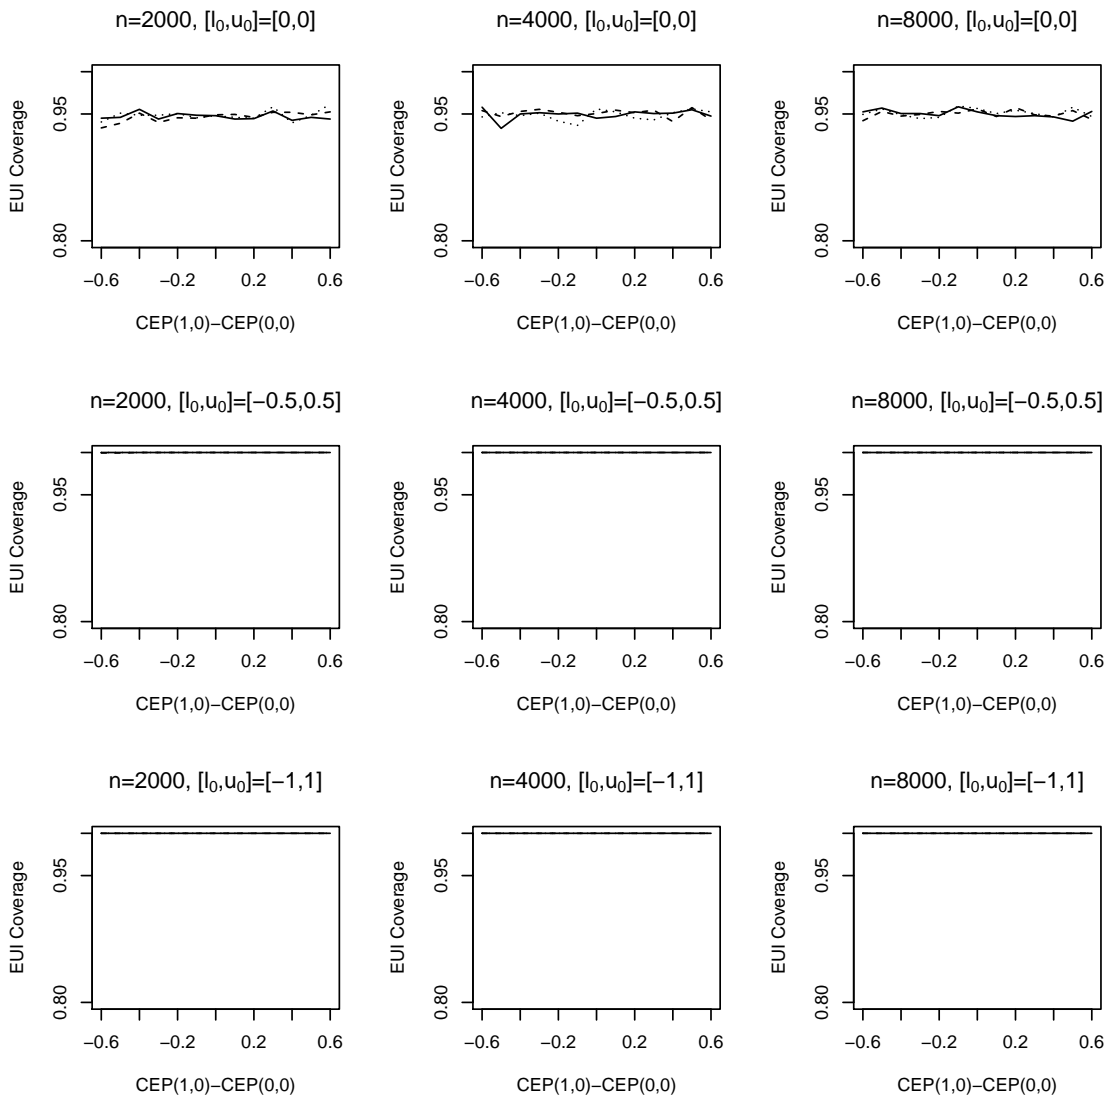 n=2000, [l₀,u₀]=[0,0]
EUI Coverage
0.95
0.80
−0.6 −0.2 0.2 0.6
CEP(1,0)−CEP(0,0)
n=4000, [l₀,u₀]=[0,0]
EUI Coverage
0.95
0.80
−0.6 −0.2 0.2 0.6
CEP(1,0)−CEP(0,0)
n=8000, [l₀,u₀]=[0,0]
EUI Coverage
0.95
0.80
−0.6 −0.2 0.2 0.6
CEP(1,0)−CEP(0,0)
n=2000, [l₀,u₀]=[−0.5,0.5]
EUI Coverage
0.95
0.80
−0.6 −0.2 0.2 0.6
CEP(1,0)−CEP(0,0)
n=4000, [l₀,u₀]=[−0.5,0.5]
EUI Coverage
0.95
0.80
−0.6 −0.2 0.2 0.6
CEP(1,0)−CEP(0,0)
n=8000, [l₀,u₀]=[−0.5,0.5]
EUI Coverage
0.95
0.80
−0.6 −0.2 0.2 0.6
CEP(1,0)−CEP(0,0)
n=2000, [l₀,u₀]=[−1,1]
EUI Coverage
0.95
0.80
−0.6 −0.2 0.2 0.6
CEP(1,0)−CEP(0,0)
n=4000, [l₀,u₀]=[−1,1]
EUI Coverage
0.95
0.80
−0.6 −0.2 0.2 0.6
CEP(1,0)−CEP(0,0)
n=8000, [l₀,u₀]=[−1,1]
EUI Coverage
0.95
0.80
−0.6 −0.2 0.2 0.6
CEP(1,0)−CEP(0,0)